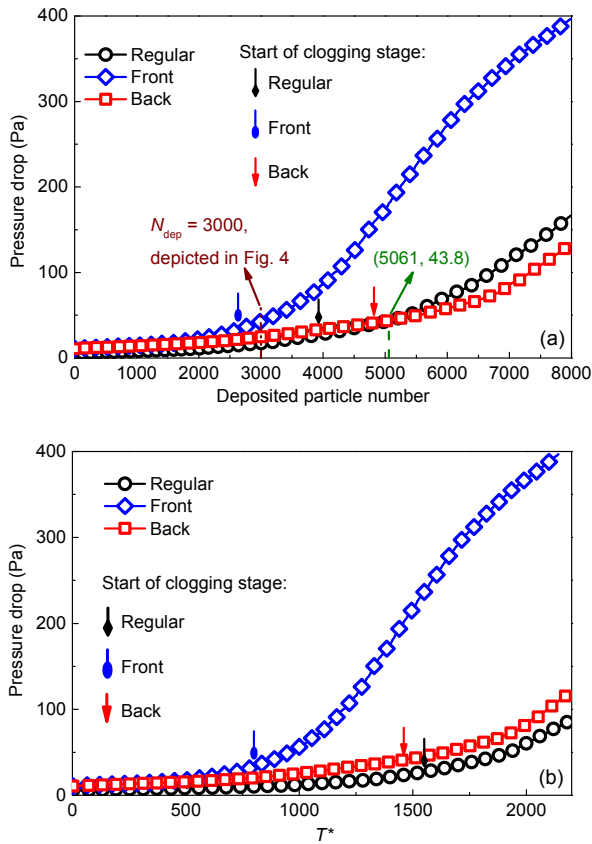 400
300
200
100
0
Pressure drop (Pa)
Regular
Front
Back
Start of clogging stage:
Regular
Front
Back
N_dep = 3000,
depicted in Fig. 4
(5061, 43.8)
(a)
0 1000 2000 3000 4000 5000 6000 7000 8000
Deposited particle number
400
300
200
100
0
Pressure drop (Pa)
Regular
Front
Back
Start of clogging stage:
Regular
Front
Back
(b)
0 500 1000 1500 2000
T*